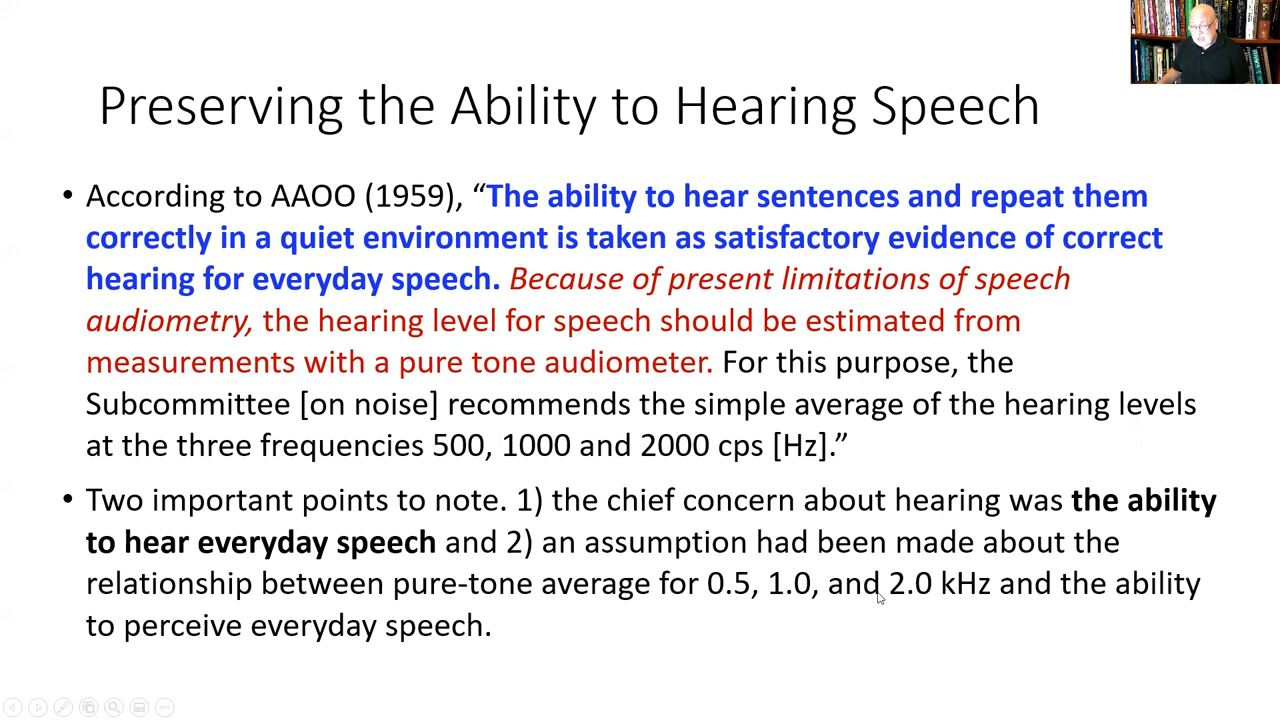 Preserving the Ability to Hearing Speech
• According to AAOO (1959), “The ability to hear sentences and repeat them
correctly in a quiet environment is taken as satisfactory evidence of correct
hearing for everyday speech. Because of present limitations of speech
audiometry, the hearing level for speech should be estimated from
measurements with a pure tone audiometer. For this purpose, the
Subcommittee [on noise] recommends the simple average of the hearing levels
at the three frequencies 500, 1000 and 2000 cps [Hz].”
• Two important points to note. 1) the chief concern about hearing was the ability
to hear everyday speech and 2) an assumption had been made about the
relationship between pure-tone average for 0.5, 1.0, and 2.0 kHz and the ability
to perceive everyday speech.